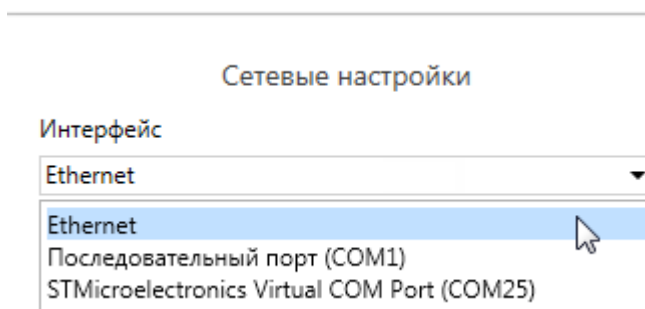 Сетевые настройки
Интерфейс
Ethernet
Ethernet
Последовательный порт (COM1)
STMicroelectronics Virtual COM Port (COM25)